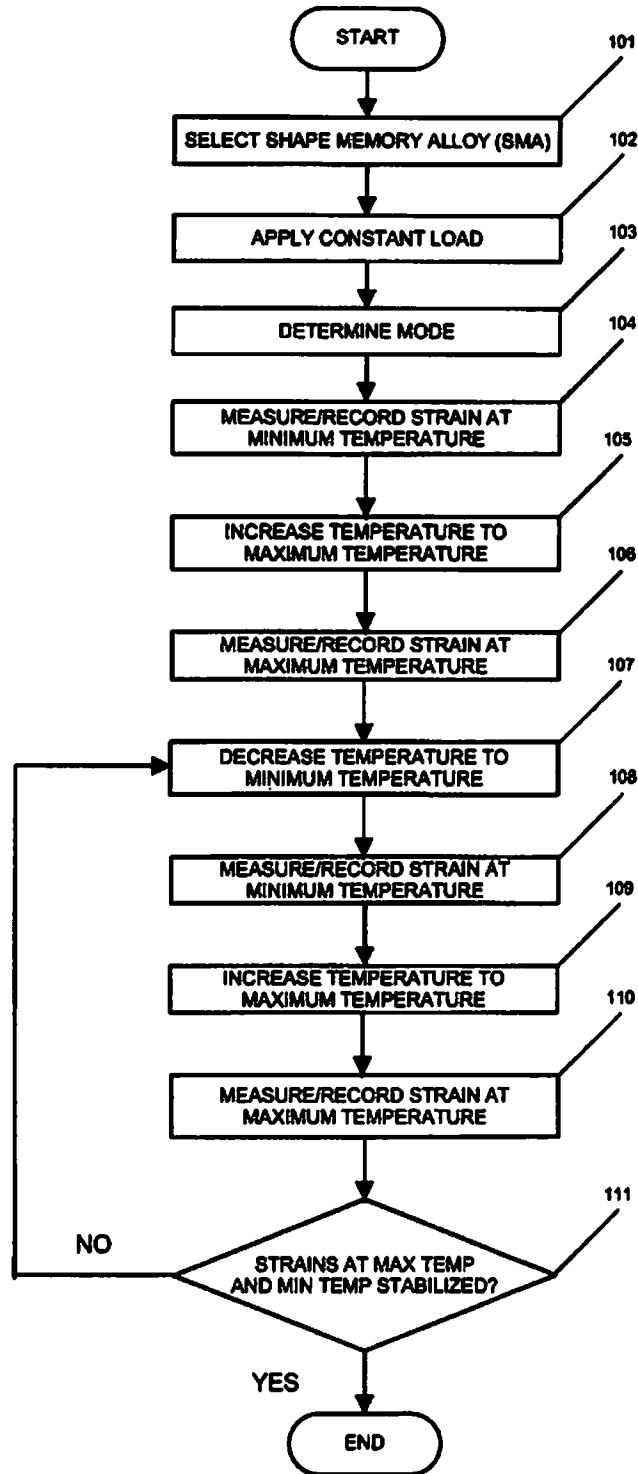 START
101
SELECT SHAPE MEMORY ALLOY (SMA)
102
APPLY CONSTANT LOAD
103
DETERMINE MODE
104
MEASURE/RECORD STRAIN AT
MINIMUM TEMPERATURE
105
INCREASE TEMPERATURE TO
MAXIMUM TEMPERATURE
106
MEASURE/RECORD STRAIN AT
MAXIMUM TEMPERATURE
107
DECREASE TEMPERATURE TO
MINIMUM TEMPERATURE
108
MEASURE/RECORD STRAIN AT
MINIMUM TEMPERATURE
109
INCREASE TEMPERATURE TO
MAXIMUM TEMPERATURE
110
MEASURE/RECORD STRAIN AT
MAXIMUM TEMPERATURE
111
NO
STRAINS AT MAX TEMP
AND MIN TEMP STABILIZED?
YES
END